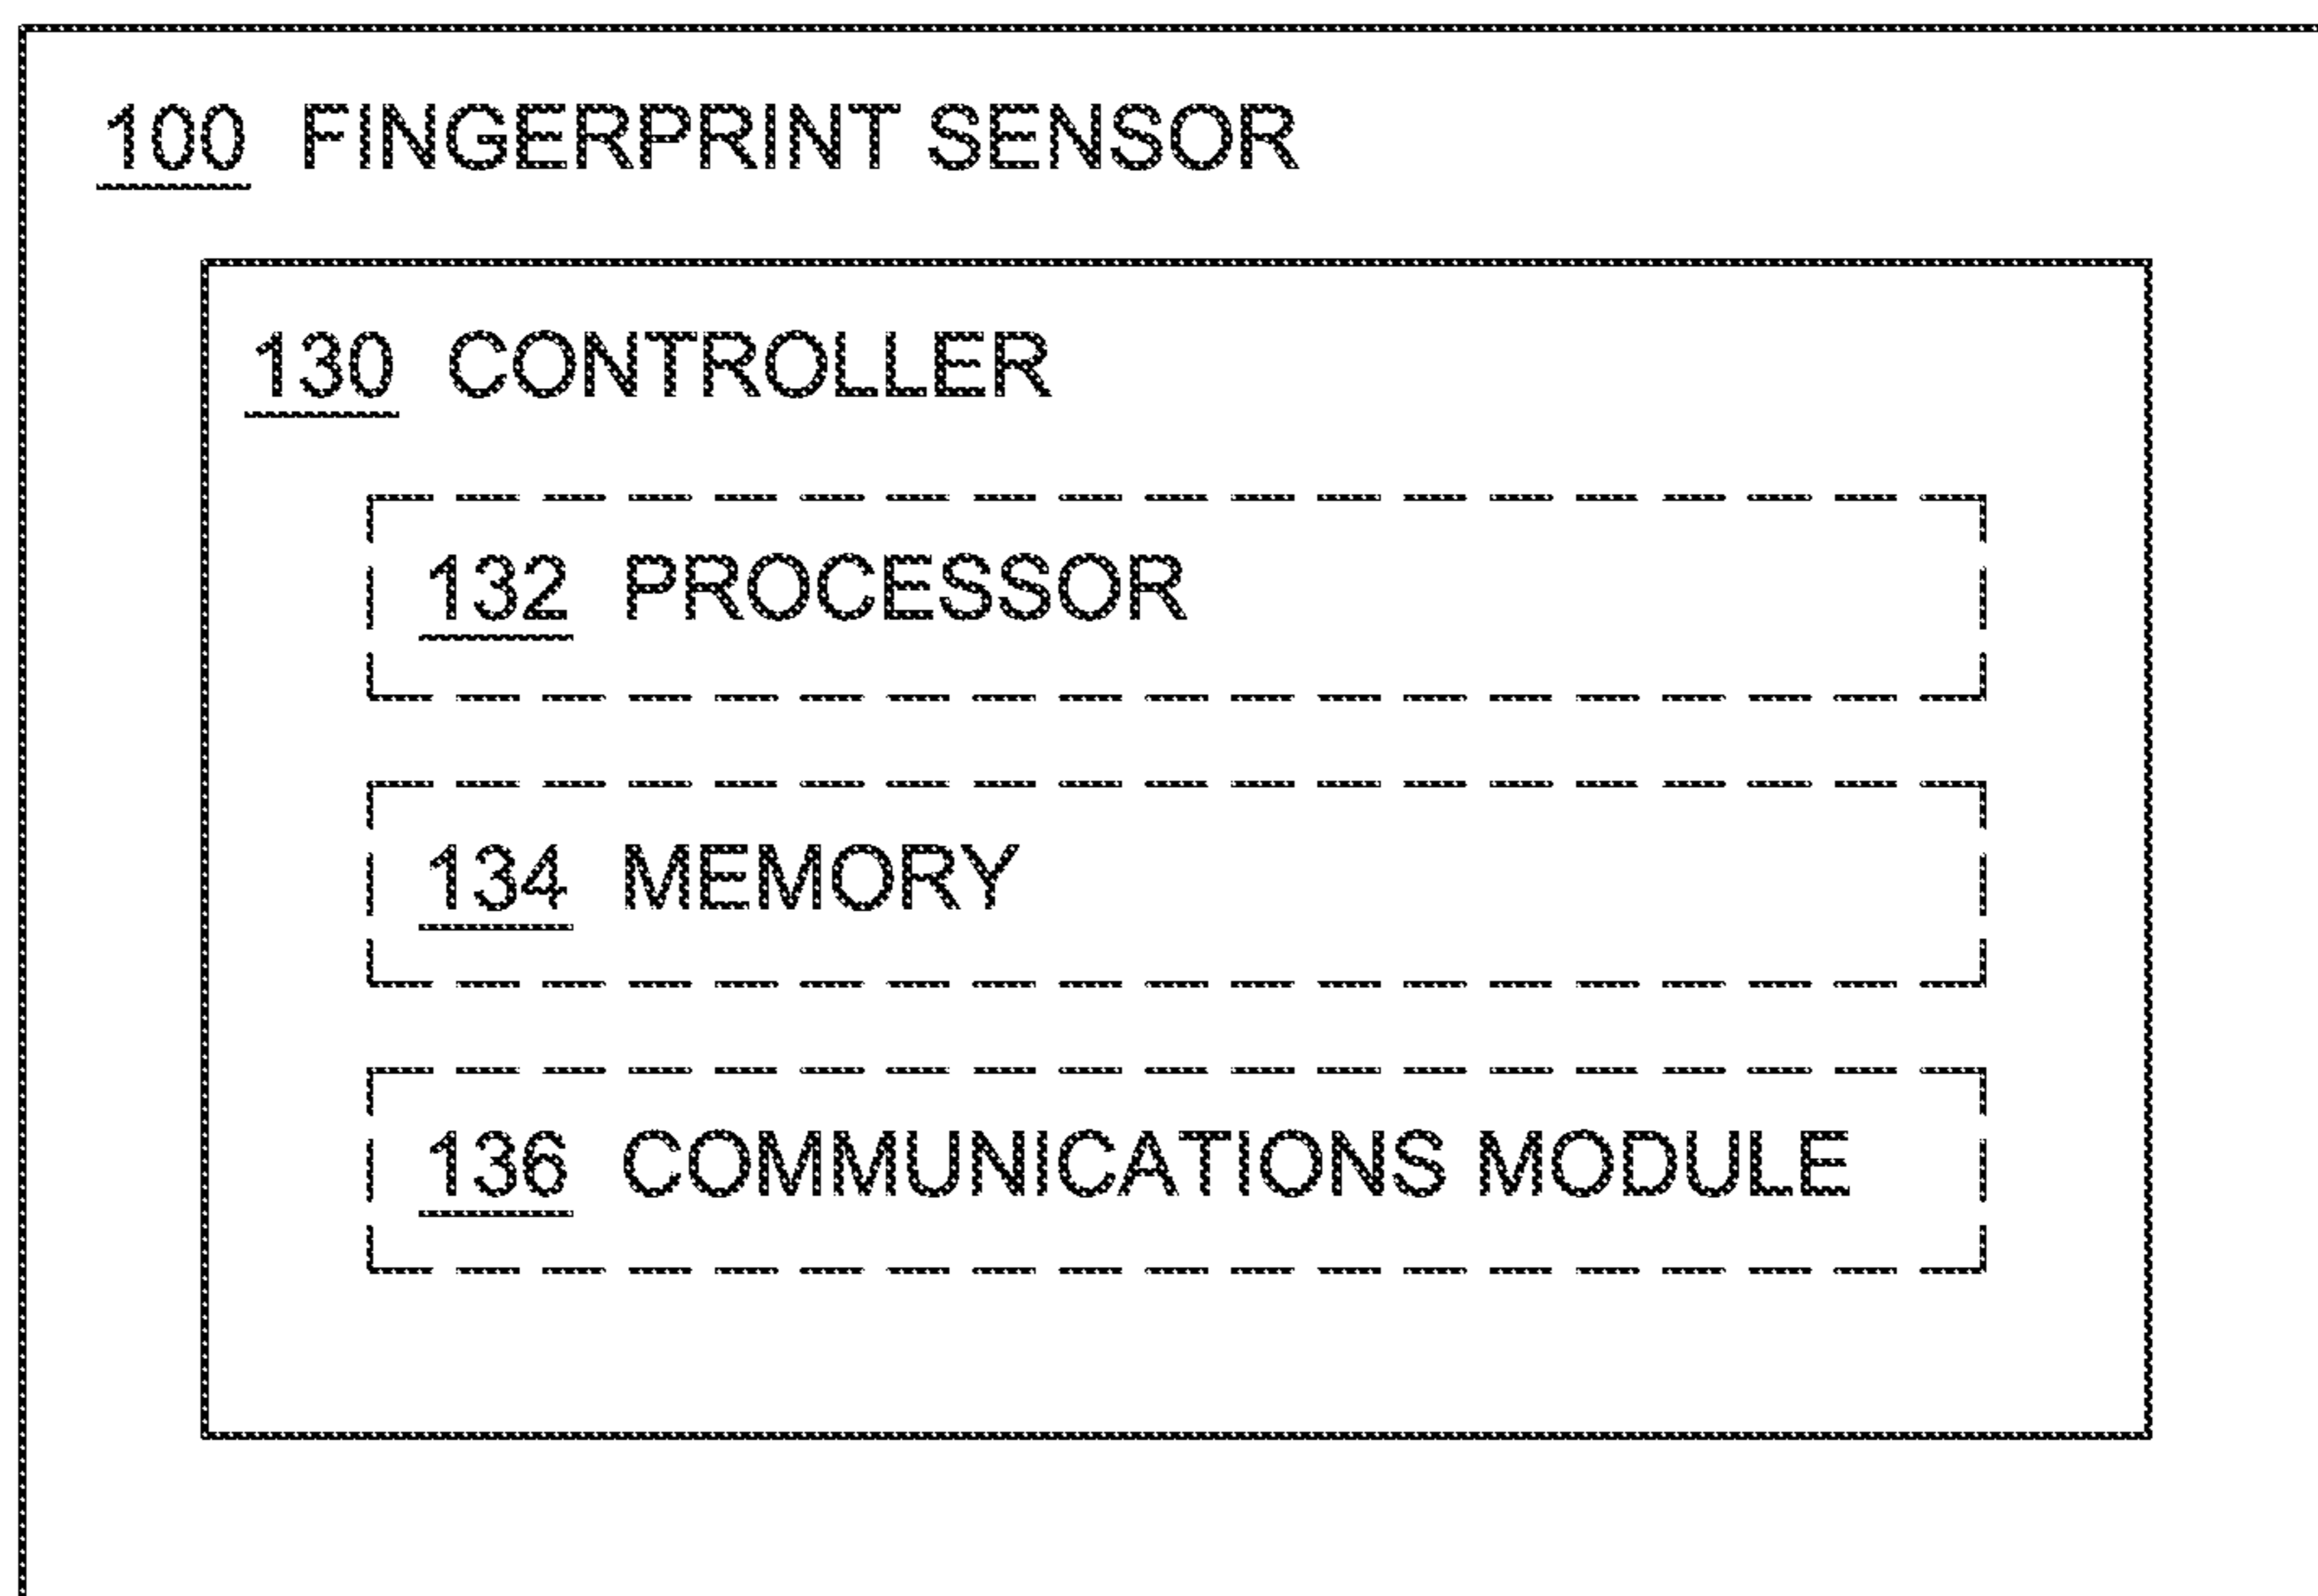 100 FINGERPRINT SENSOR
130 CONTROLLER
132 PROCESSOR
134 MEMORY
136 COMMUNICATIONS MODULE